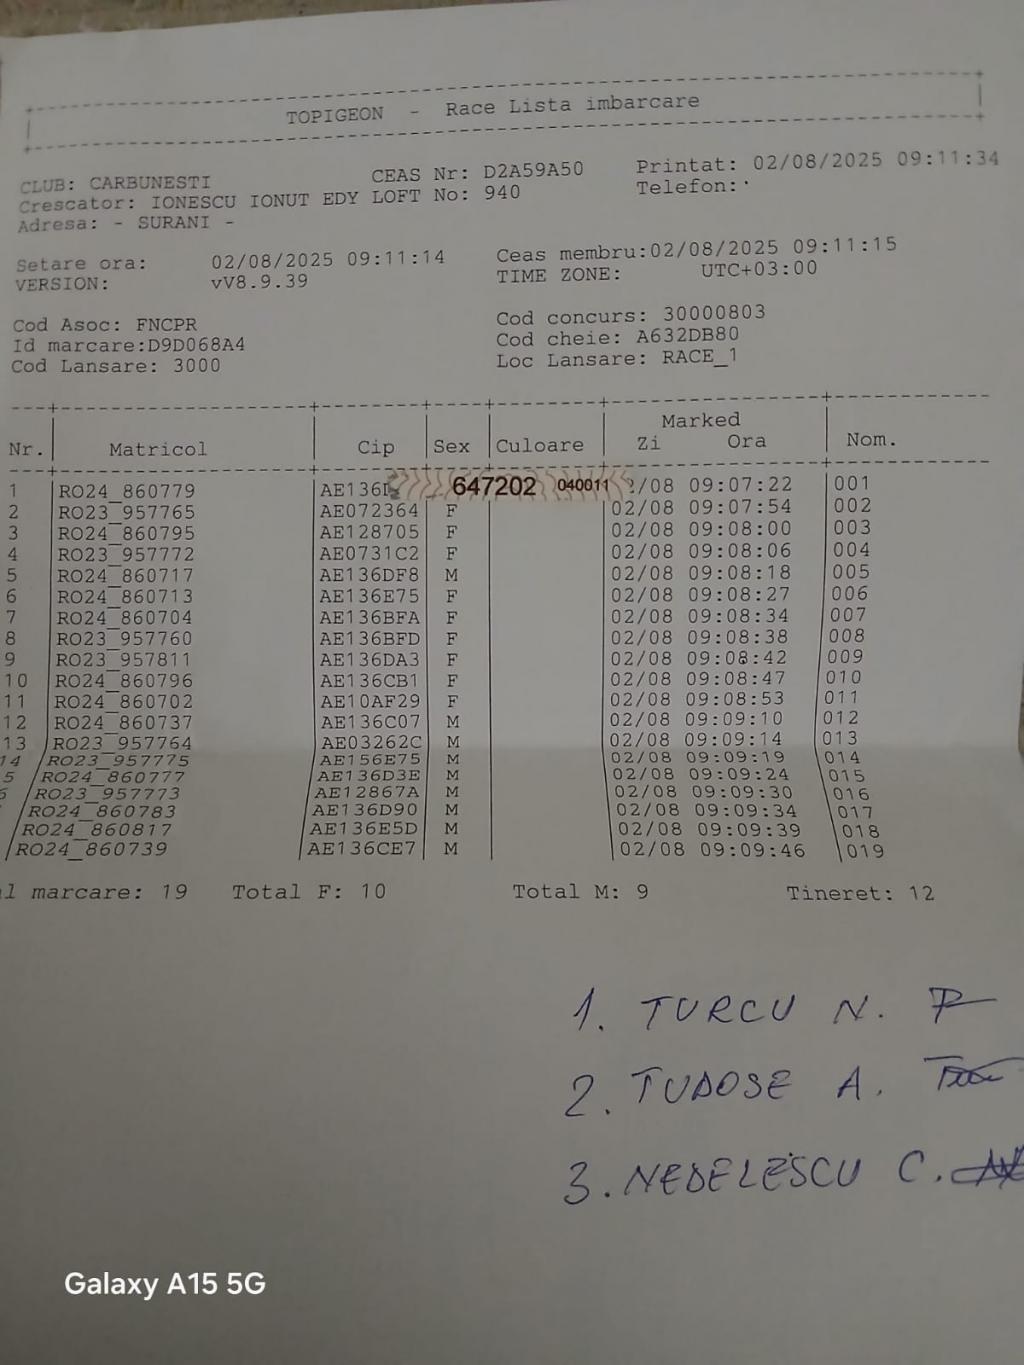 TOPIGEON - Race Lista imbarcare
CLUB: CARBUNESTI CEAS Nr: D2A59A50 Printat: 02/08/2025 09:11:34
Crescator: IONESCU IONUT EDY LOFT No: 940 Telefon:
Adresa: - SURANI -
Setare ora: 02/08/2025 09:11:14 Ceas membru:02/08/2025 09:11:15
VERSION: vV8.9.39 TIME ZONE: UTC+03:00
Cod Asoc: FNCPR Cod concurs: 30000803
Id marcare:D9D068A4 Cod cheie: A632DB80
Cod Lansare: 3000 Loc Lansare: RACE_1
Marked
Nr. Matricol Cip Sex Culoare Zi Ora Nom.
1 RO24_860779 647202 040011 /08 09:07:22 001
2 RO23_957765 AE072364 F 02/08 09:07:54 002
3 RO24_860795 AE128705 F 02/08 09:08:00 003
4 RO23_957772 AE0731C2 F 02/08 09:08:06 004
5 RO24_860717 AE136DF8 M 02/08 09:08:18 005
6 RO24_860713 AE136E75 F 02/08 09:08:27 006
7 RO24_860704 AE136BFA F 02/08 09:08:34 007
8 RO23_957760 AE136BFD F 02/08 09:08:38 008
9 RO23_957811 AE136DA3 F 02/08 09:08:42 009
10 RO24_860796 AE136CB1 F 02/08 09:08:47 010
11 RO24_860702 AE10AF29 F 02/08 09:08:53 011
12 RO24_860737 AE136C07 M 02/08 09:09:10 012
13 RO23_957764 AE03262C M 02/08 09:09:14 013
14 RO23_957775 AE156E75 M 02/08 09:09:19 014
5 RO24_860777 AE136D3E M 02/08 09:09:24 015
6 RO23_957773 AE12867A M 02/08 09:09:30 016
RO24_860783 AE136D90 M 02/08 09:09:34 017
RO24_860817 AE136E5D M 02/08 09:09:39 018
RO24_860739 AE136CE7 M 02/08 09:09:46 019
marcare: 19 Total F: 10 Total M: 9 Tineret: 12
1. TURCU N.
2. TUDOSE A.
3. NEDELESCU C.
Galaxy A15 5G